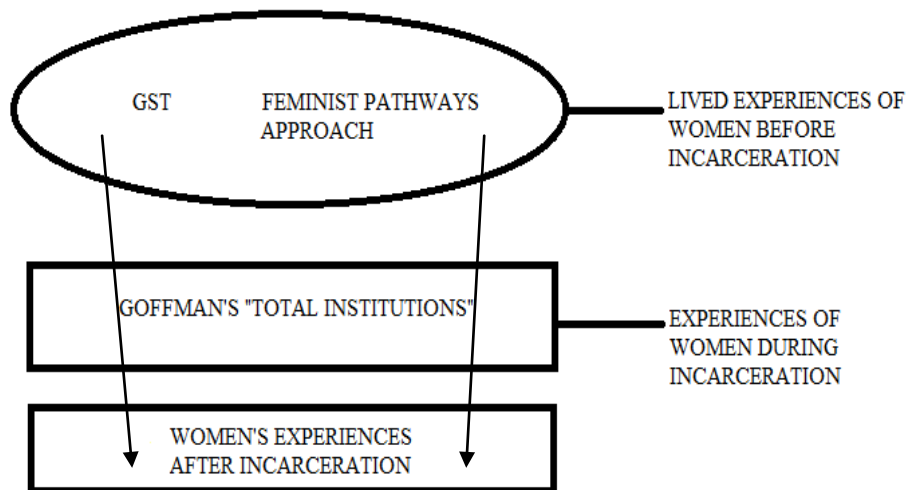 GST
FEMINIST PATHWAYS
APPROACH
LIVED EXPERIENCES OF
WOMEN BEFORE
INCARCERATION
GOFFMAN'S "TOTAL INSTITUTIONS"
EXPERIENCES OF
WOMEN DURING
INCARCERATION
WOMEN'S EXPERIENCES
AFTER INCARCERATION